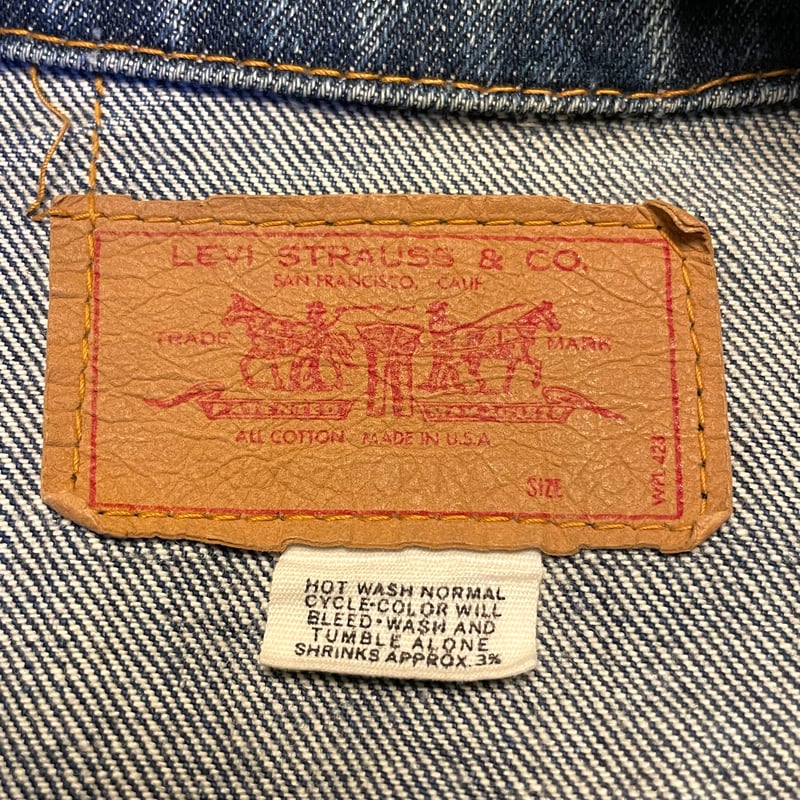 LEVI STRAUSS & CO.
SAN FRANCISCO, CALIF
TRADE MARK
ALL COTTON MADE IN U.S.A
SIZE
WPL 423
HOT WASH NORMAL
CYCLE•COLOR WILL
BLEED•WASH AND
TUMBLE ALONE
SHRINKS APPROX. 3%